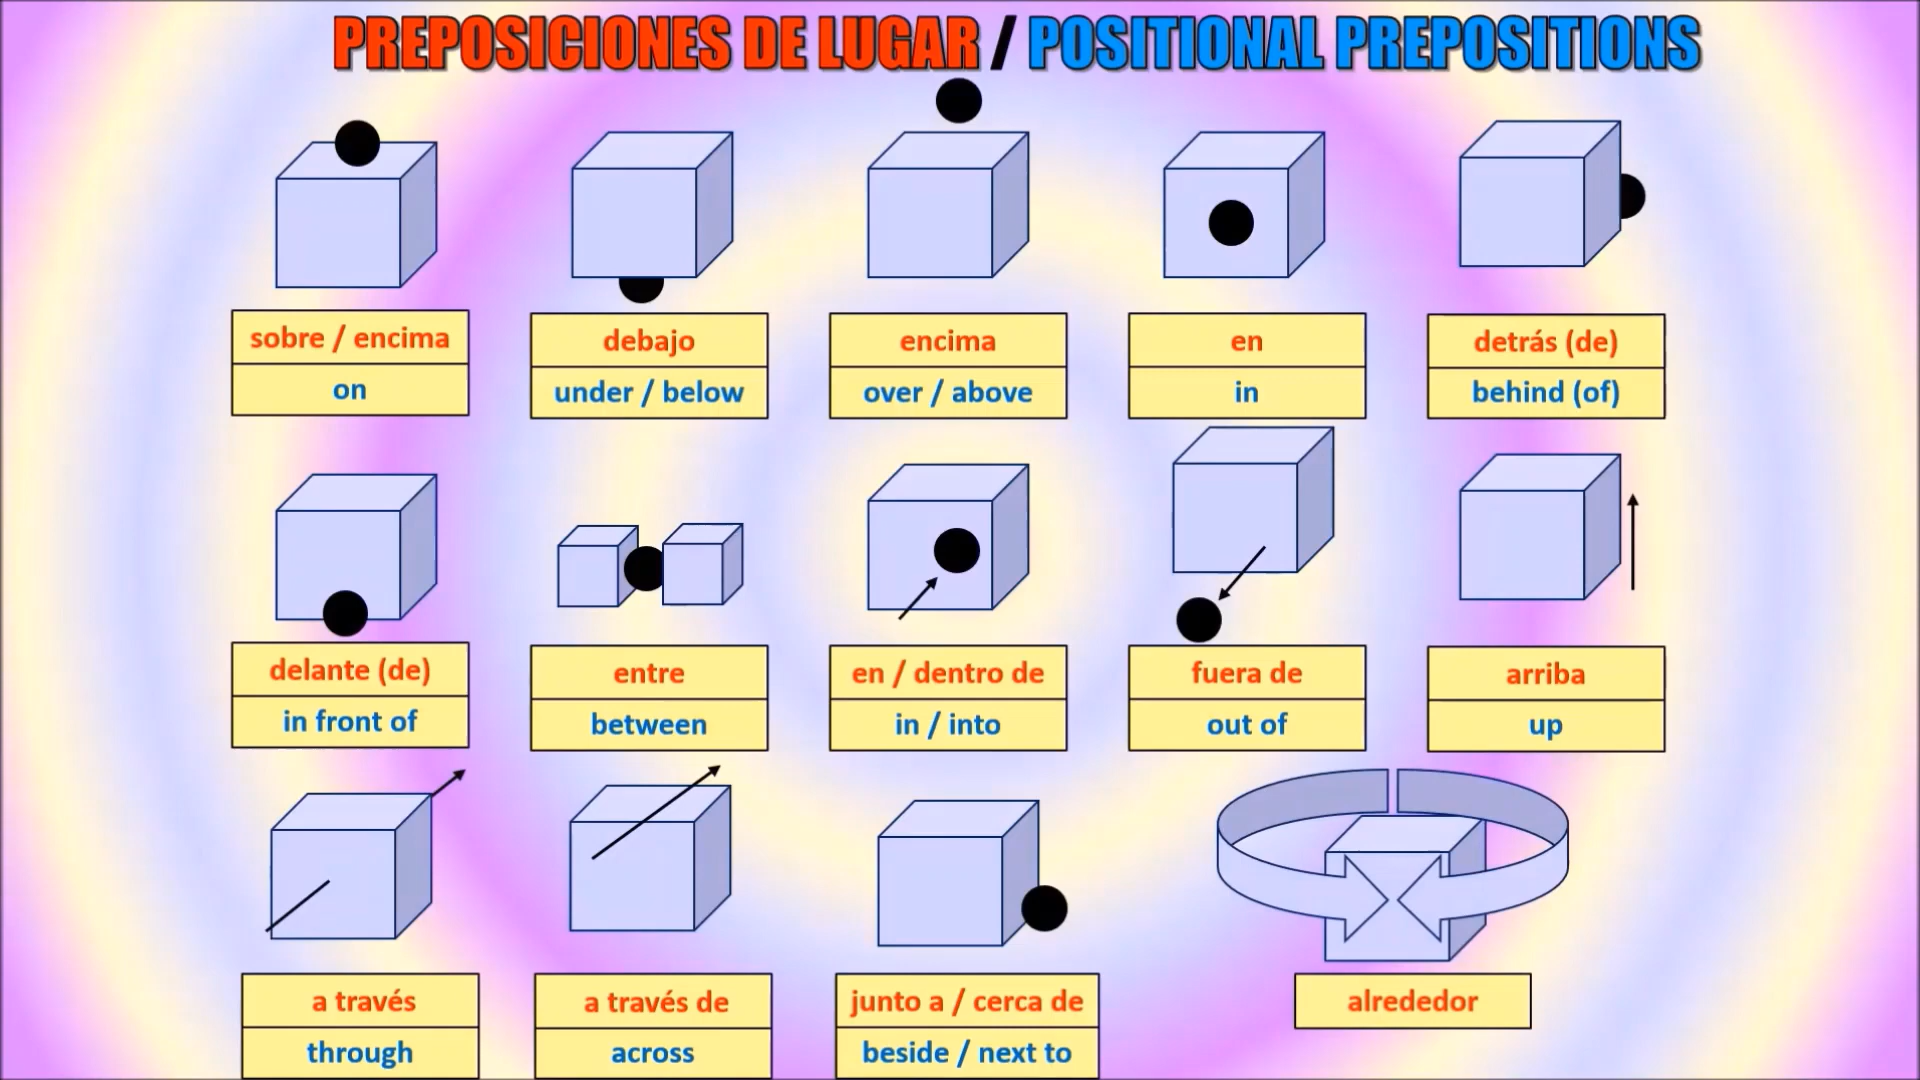 PREPOSICIONES DE LUGAR / POSITIONAL PREPOSITIONS
sobre / encima
on
debajo
under / below
encima
over / above
en
in
detrás (de)
behind (of)
delante (de)
in front of
entre
between
en / dentro de
in / into
fuera de
out of
arriba
up
a través
through
a través de
across
junto a / cerca de
beside / next to
alrededor